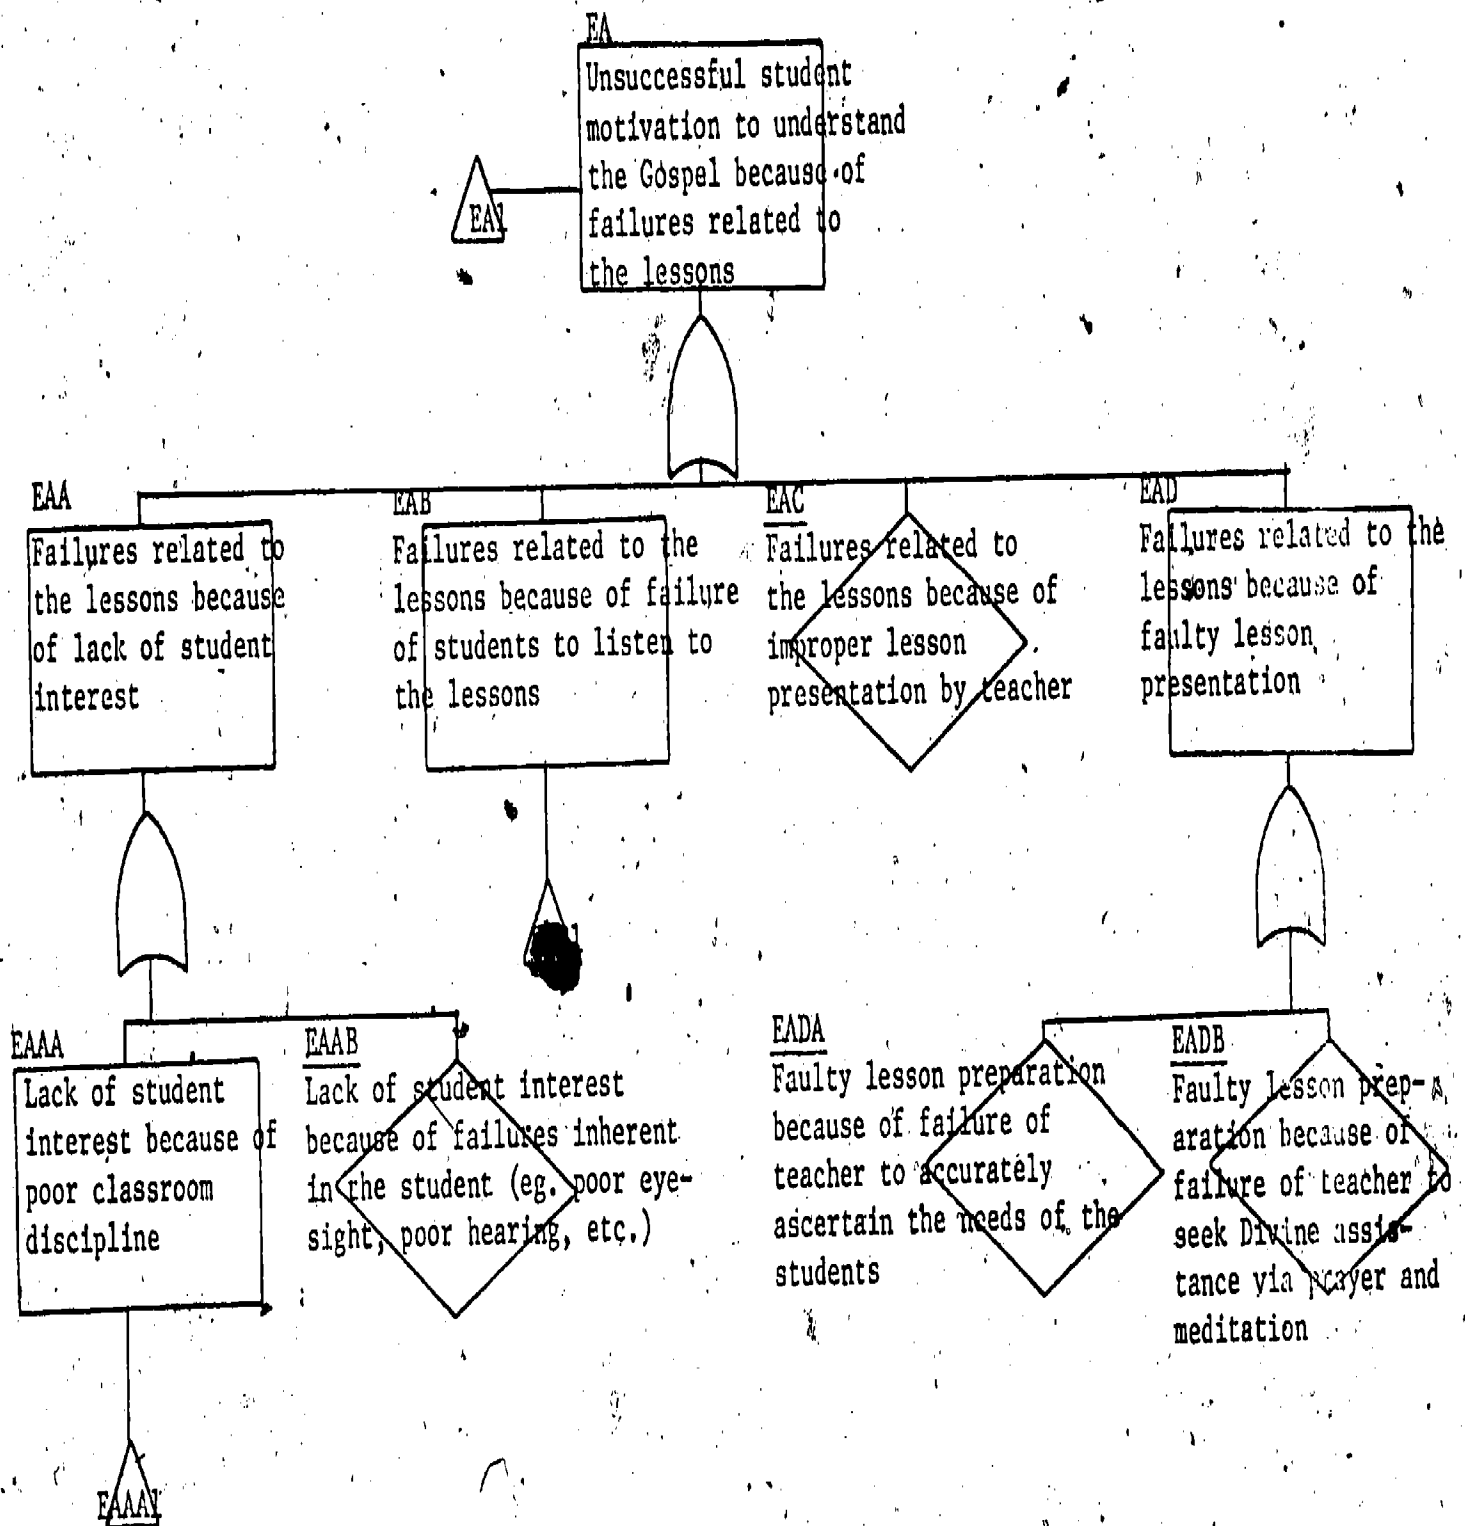 EA
Unsuccessful student
motivation to understand
the Gospel because of
failures related to
the lessons
EA1
EAA
Failures related to
the lessons because
of lack of student
interest
EAB
Failures related to the
lessons because of failure
of students to listen to
the lessons
EAC
Failures related to
the lessons because of
improper lesson
presentation by teacher
EAD
Failures related to the
lessons because of
faulty lesson
presentation
EAAA
Lack of student
interest because of
poor classroom
discipline
EAAB
Lack of student interest
because of failures inherent
in the student (eg. poor eye-
sight, poor hearing, etc.)
EADA
Faulty lesson preparation
because of failure of
teacher to accurately
ascertain the needs of the
students
EADB
Faulty lesson prep-
aration because of
failure of teacher to
seek Divine assis-
tance via prayer and
meditation
EAAA1